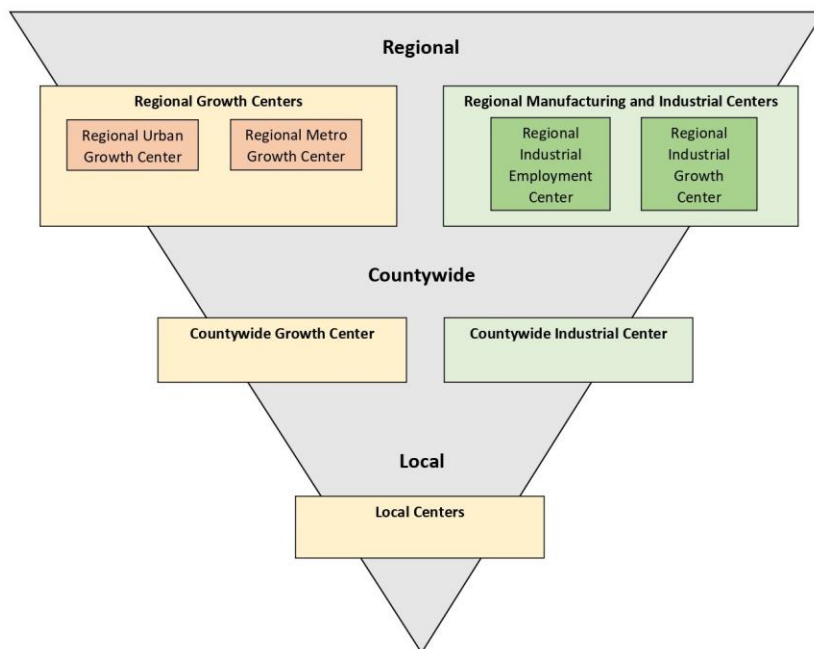 Regional
Regional Growth Centers
Regional Urban
Growth Center
Regional Metro
Growth Center
Regional Manufacturing and Industrial Centers
Regional
Industrial
Employment
Center
Regional
Industrial
Growth
Center
Countywide
Countywide Growth Center
Countywide Industrial Center
Local
Local Centers